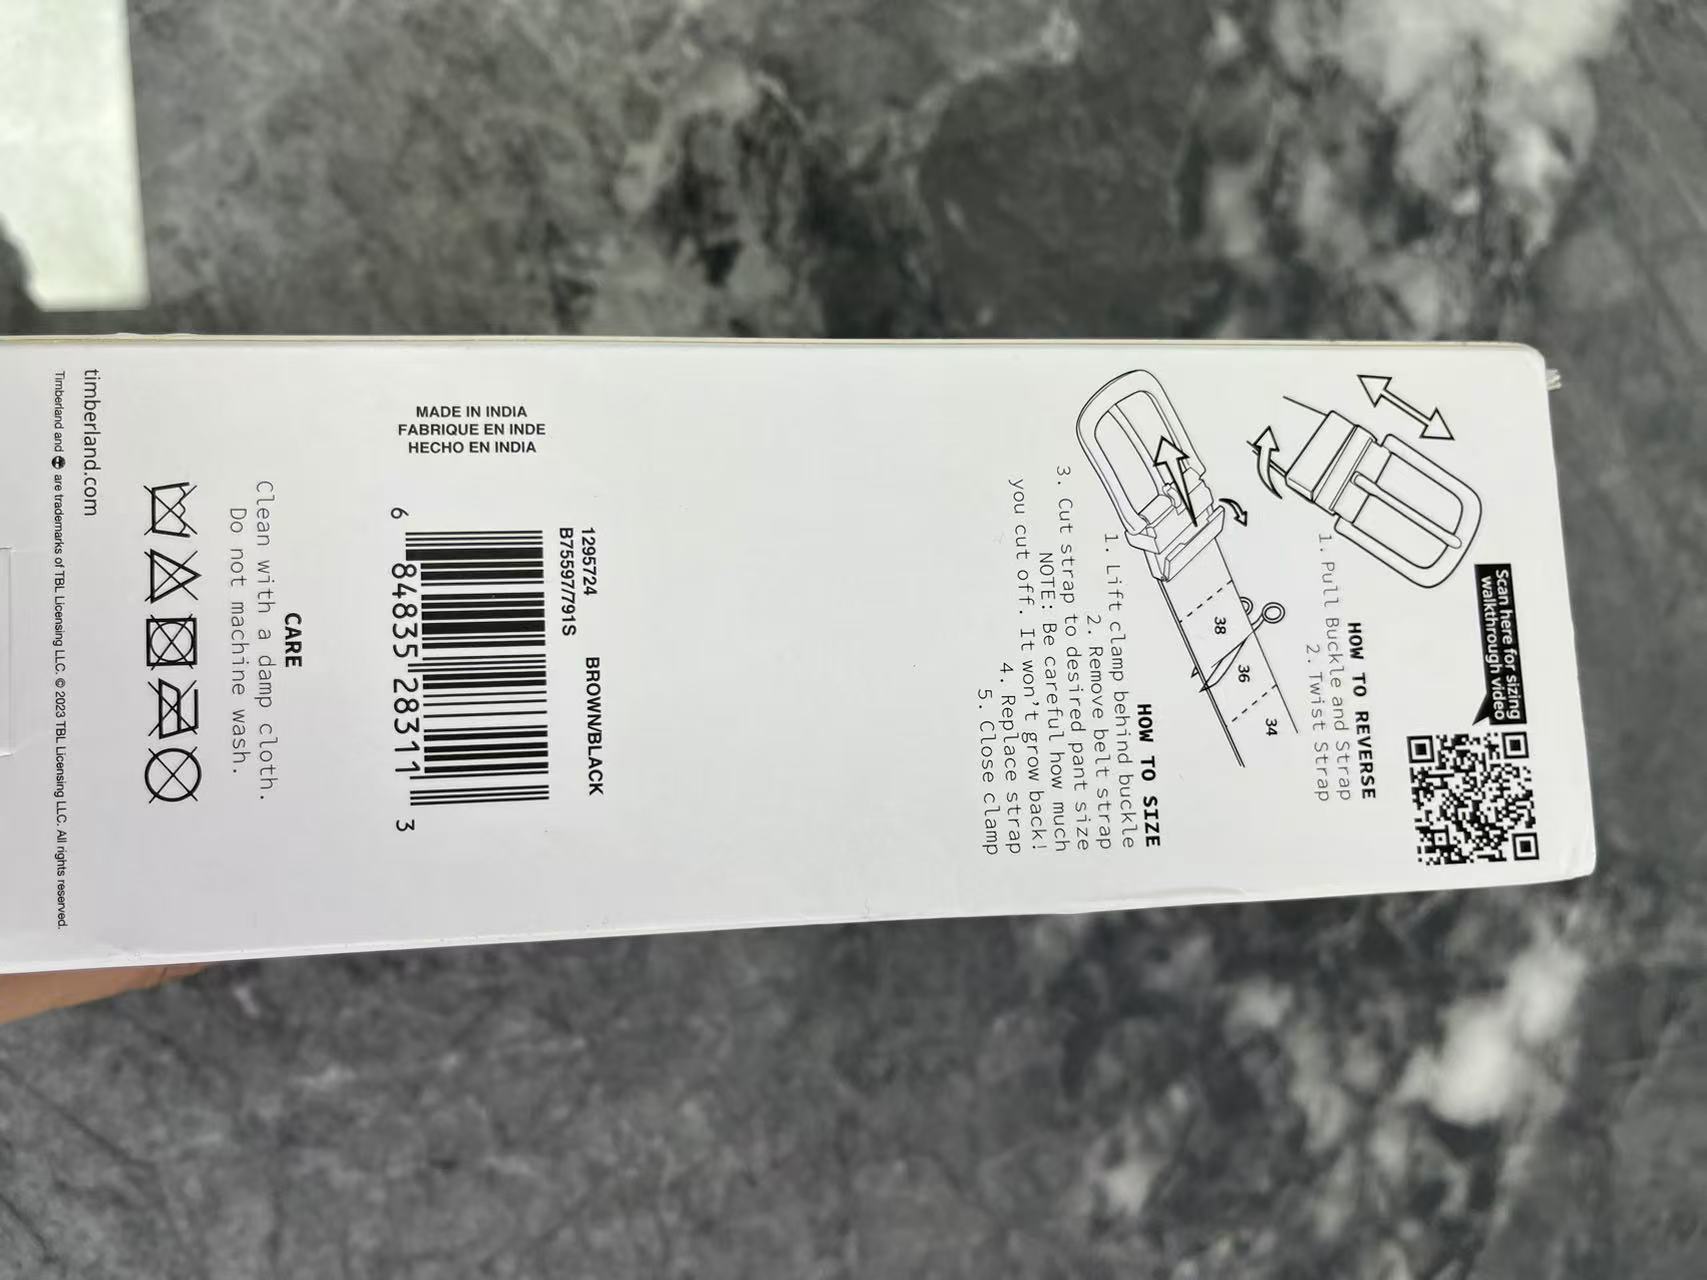 Scan here for sizing
walkthrough video
HOW TO REVERSE
1. Pull Buckle and Strap
2. Twist Strap
38
36
34
HOW TO SIZE
1. Lift clamp behind buckle
2. Remove belt strap
3. Cut strap to desired pant size
NOTE: Be careful how much
you cut off. It won't grow back!
4. Replace strap
5. Close clamp
1295724 BROWN/BLACK
B75597/791S
6 84835 28311 3
MADE IN INDIA
FABRIQUE EN INDE
HECHO EN INDIA
CARE
Clean with a damp cloth.
Do not machine wash.
timberland.com
Timberland and are trademarks of TBL Licensing LLC. © 2023 TBL Licensing LLC. All rights reserved.